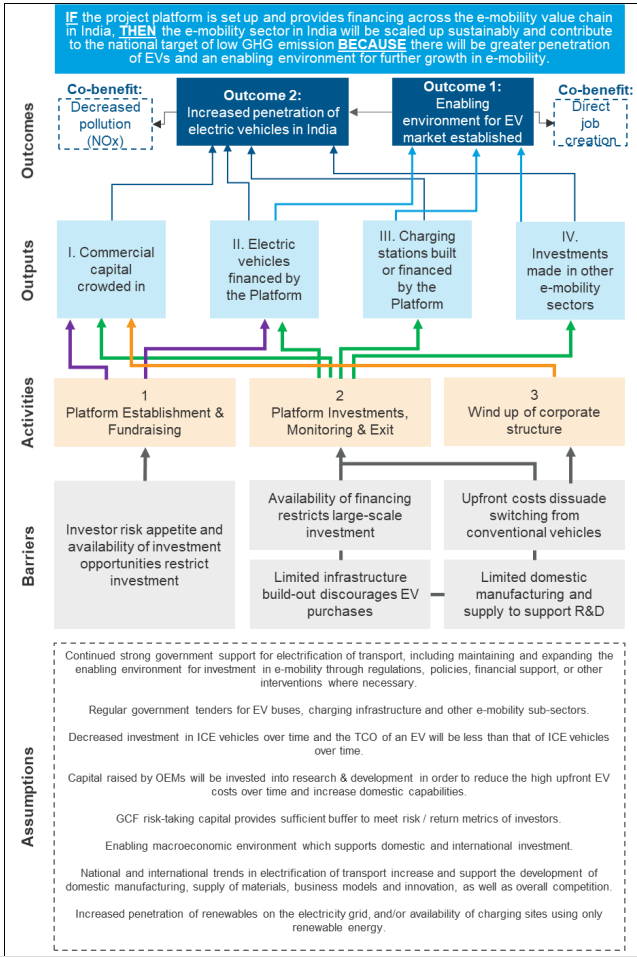 IF the project platform is set up and provides financing across the e-mobility value chain
in India, THEN the e-mobility sector in India will be scaled up sustainably and contribute
to the national target of low GHG emission BECAUSE there will be greater penetration
of EVs and an enabling environment for further growth in e-mobility.
Outcomes
Co-benefit:
Decreased
pollution
(NOx)
Outcome 2:
Increased penetration of
electric vehicles in India
Outcome 1:
Enabling
environment for EV
market established
Co-benefit:
Direct
job
creation
Outputs
I. Commercial
capital
crowded in
II. Electric
vehicles
financed by
the Platform
III. Charging
stations built
or financed
by the
Platform
IV.
Investments
made in other
e-mobility
sectors
Activities
1
Platform Establishment &
Fundraising
2
Platform Investments,
Monitoring & Exit
3
Wind up of corporate
structure
Barriers
Investor risk appetite and
availability of investment
opportunities restrict
investment
Availability of financing
restricts large-scale
investment
Upfront costs dissuade
switching from
conventional vehicles
Limited infrastructure
build-out discourages EV
purchases
Limited domestic
manufacturing and
supply to support R&D
Assumptions
Continued strong government support for electrification of transport, including maintaining and expanding the
enabling environment for investment in e-mobility through regulations, policies, financial support, or other
interventions where necessary.
Regular government tenders for EV buses, charging infrastructure and other e-mobility sub-sectors.
Decreased investment in ICE vehicles over time and the TCO of an EV will be less than that of ICE vehicles
over time.
Capital raised by OEMs will be invested into research & development in order to reduce the high upfront EV
costs over time and increase domestic capabilities.
GCF risk-taking capital provides sufficient buffer to meet risk / return metrics of investors.
Enabling macroeconomic environment which supports domestic and international investment.
National and international trends in electrification of transport increase and support the development of
domestic manufacturing, supply of materials, business models and innovation, as well as overall competition.
Increased penetration of renewables on the electricity grid, and/or availability of charging sites using only
renewable energy.